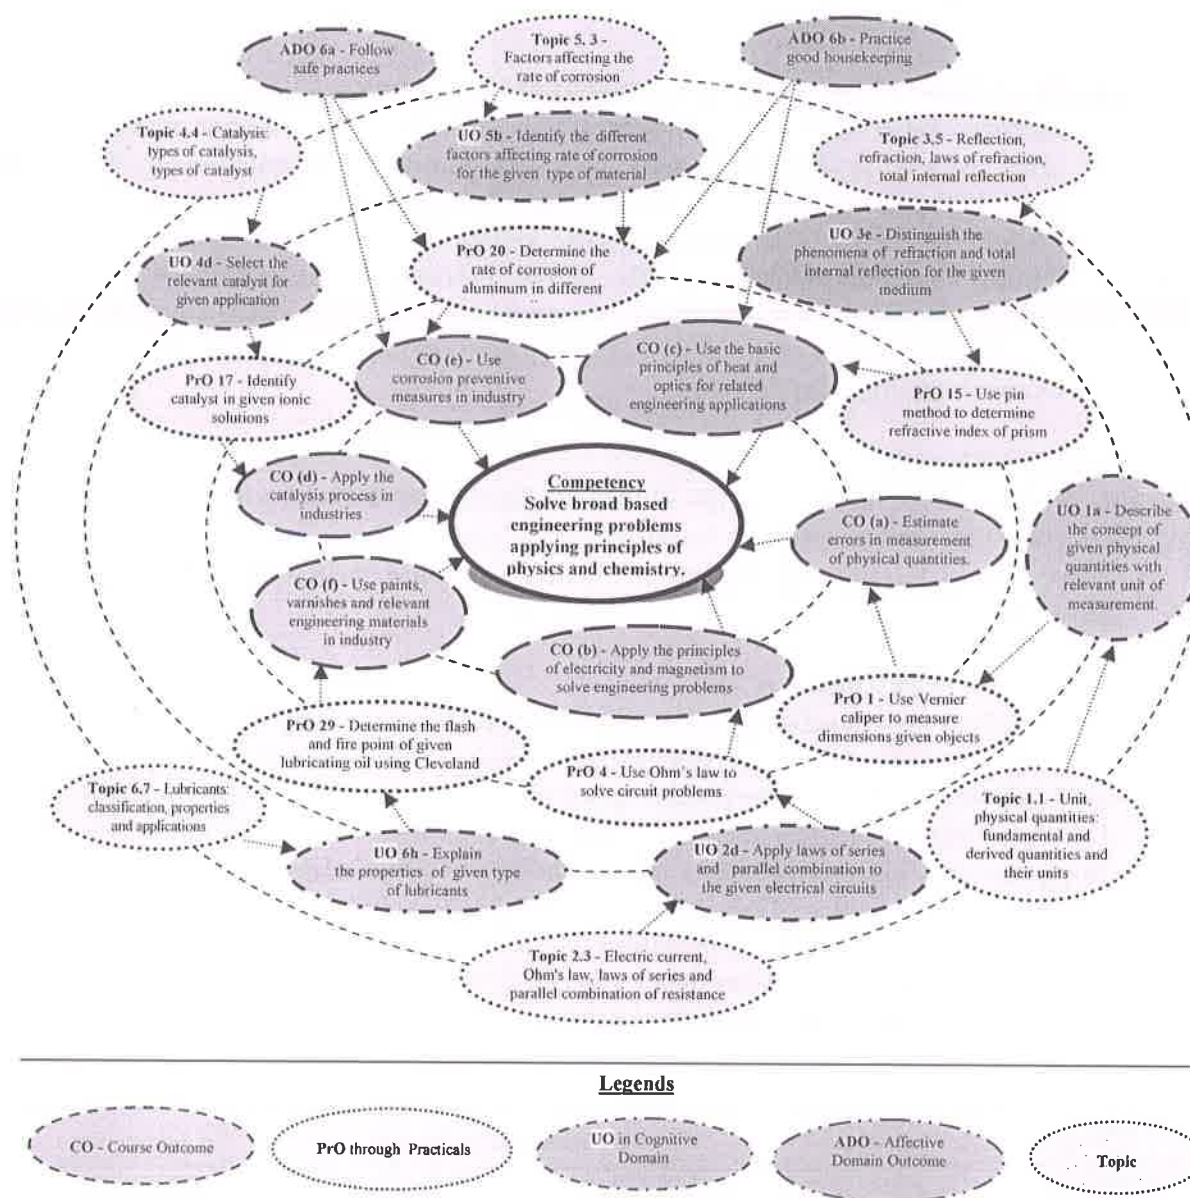 ADO 6a - Follow
safe practices
Topic 5. 3 -
Factors affecting the
rate of corrosion
ADO 6b - Practice
good housekeeping
Topic 4.4 - Catalysis:
types of catalysis,
types of catalyst
UO 5b - Identify the different
factors affecting rate of corrosion
for the given type of material
Topic 3.5 - Reflection,
refraction, laws of refraction,
total internal reflection
UO 4d - Select the
relevant catalyst for
given application
PrO 20 - Determine the
rate of corrosion of
aluminum in different
UO 3e - Distinguish the
phenomena of refraction and total
internal reflection for the given
medium
PrO 17 - Identify
catalyst in given ionic
solutions
CO (e) - Use
corrosion preventive
measures in industry
CO (c) - Use the basic
principles of heat and
optics for related
engineering applications
PrO 15 - Use pin
method to determine
refractive index of prism
CO (d) - Apply the
catalysis process in
industries
Competency
Solve broad based
engineering problems
applying principles of
physics and chemistry.
CO (a) - Estimate
errors in measurement
of physical quantities.
UO 1a - Describe
the concept of
given physical
quantities with
relevant unit of
measurement.
CO (f) - Use paints,
varnishes and relevant
engineering materials
in industry
CO (b) - Apply the principles
of electricity and magnetism to
solve engineering problems
PrO 1 - Use Vernier
caliper to measure
dimensions given objects
PrO 29 - Determine the flash
and fire point of given
lubricating oil using Cleveland
PrO 4 - Use Ohm's law to
solve circuit problems
Topic 6.7 - Lubricants:
classification, properties
and applications
Topic 1.1 - Unit,
physical quantities:
fundamental and
derived quantities and
their units
UO 6h - Explain
the properties of given type
of lubricants
UO 2d - Apply laws of series
and parallel combination to
the given electrical circuits
Topic 2.3 - Electric current,
Ohm's law, laws of series and
parallel combination of resistance
Legends
CO - Course Outcome
PrO through Practicals
UO in Cognitive
Domain
ADO - Affective
Domain Outcome
Topic